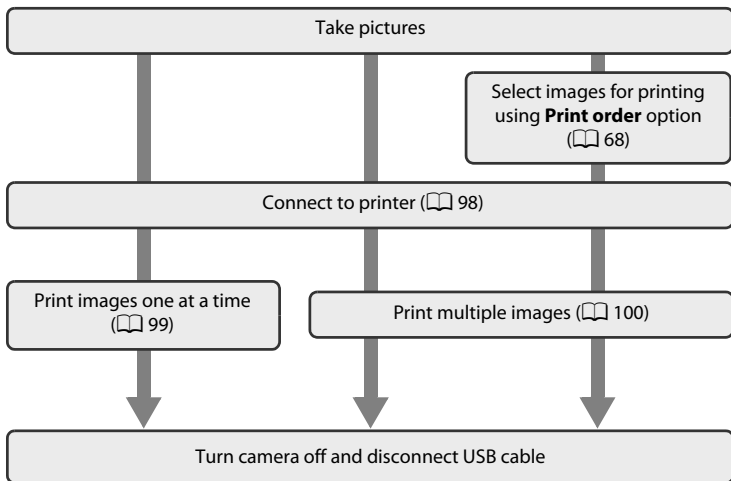 Take pictures
Select images for printing
using Print order option
(📖 68)
Connect to printer (📖 98)
Print images one at a time
(📖 99)
Print multiple images (📖 100)
Turn camera off and disconnect USB cable